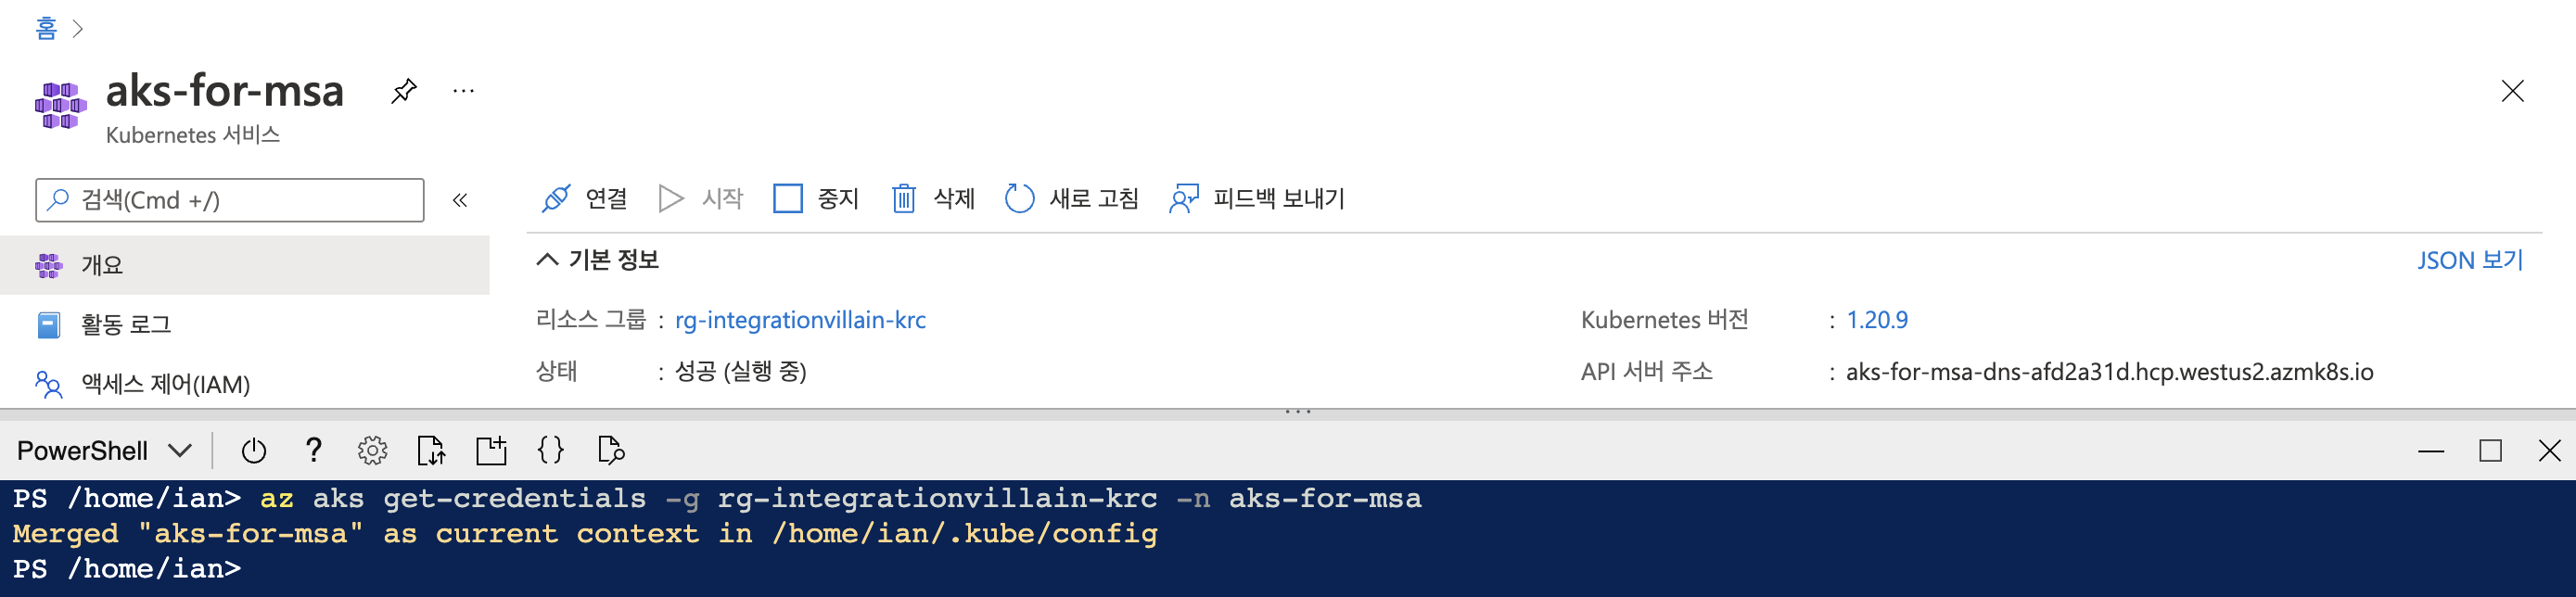 홈 >
aks-for-msa ...
Kubernetes 서비스
검색(Cmd +/) «
연결 시작 중지 삭제 새로 고침 피드백 보내기
개요
활동 로그
액세스 제어(IAM)
기본 정보 JSON 보기
리소스 그룹 : rg-integrationvillain-krc Kubernetes 버전 : 1.20.9
상태 : 성공 (실행 중) API 서버 주소 : aks-for-msa-dns-afd2a31d.hcp.westus2.azmk8s.io
PowerShell ? {}
PS /home/ian> az aks get-credentials -g rg-integrationvillain-krc -n aks-for-msa
Merged "aks-for-msa" as current context in /home/ian/.kube/config
PS /home/ian>